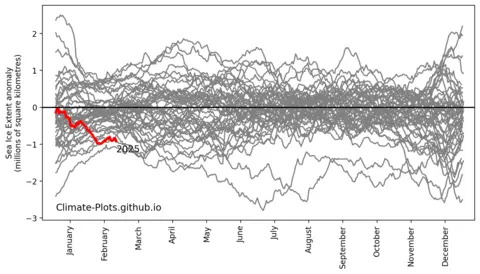 Sea Ice Extent anomaly
(millions of square kilometres)
2
1
0
−1
−2
−3
2025
Climate-Plots.github.io
January
February
March
April
May
June
July
August
September
October
November
December